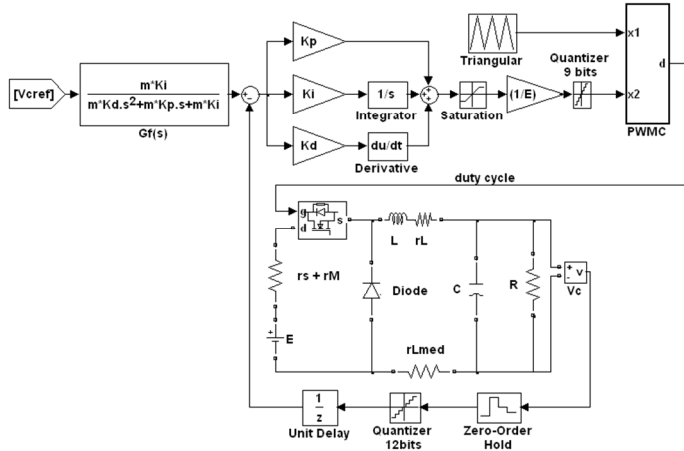 [Vcref]
m*Ki
m*Kd.s²+m*Kp.s+m*Ki
Gf(s)
Kp
Ki
1/s
Integrator
Kd
du/dt
Derivative
Saturation
(1/E)
Triangular
Quantizer
9 bits
x1
x2
d
PWMC
duty cycle
g
d
s
L
rL
rs + rM
E
Diode
C
R
+
-
v
Vc
rLmed
1
z
Unit Delay
Quantizer
12bits
Zero-Order
Hold